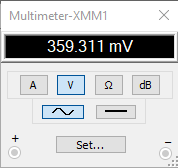 Multimeter-XMM1
359.311 mV
A V Ω dB
+ Set... −